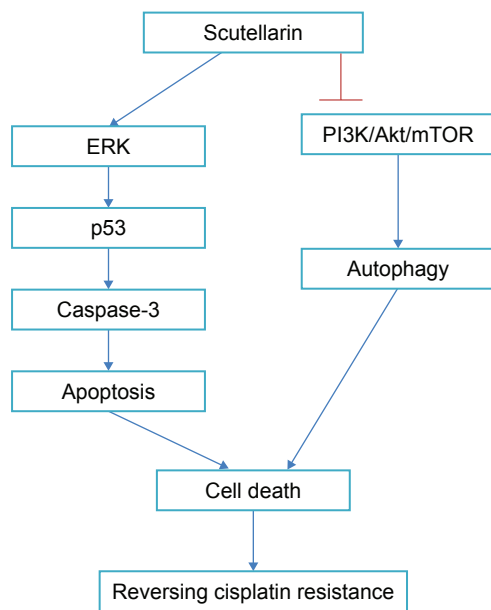 Scutellarin
ERK
PI3K/Akt/mTOR
p53
Autophagy
Caspase-3
Apoptosis
Cell death
Reversing cisplatin resistance